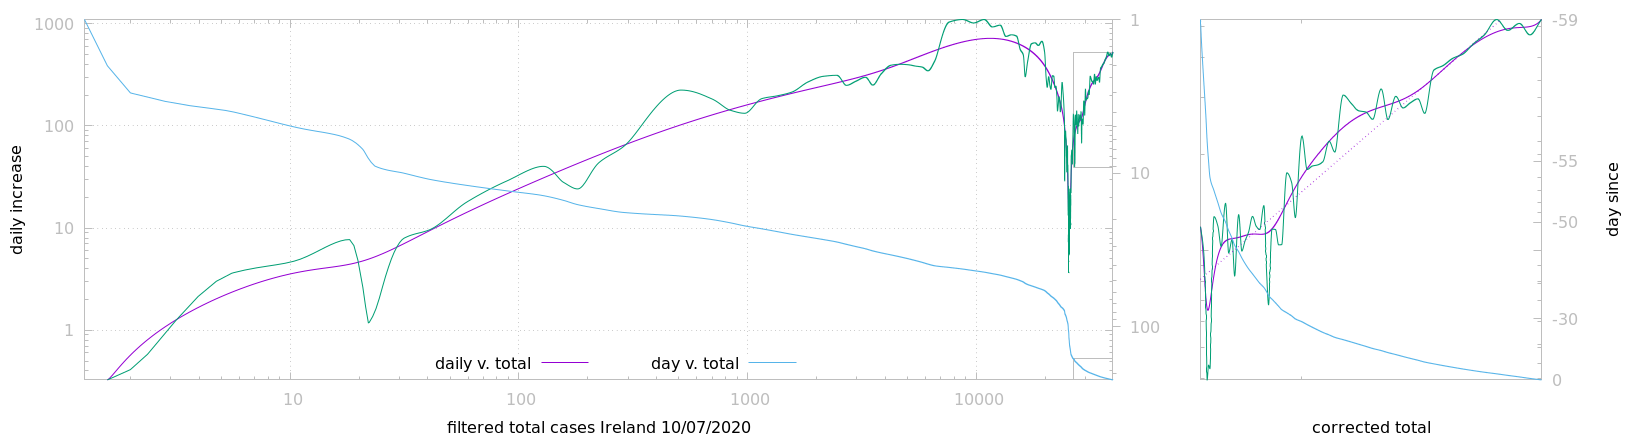 1000
100
10
1
daily increase
1
10
100
daily v. total
day v. total
10
100
1000
10000
filtered total cases Ireland 10/07/2020
-59
-55
-50
-30
0
day since
corrected total